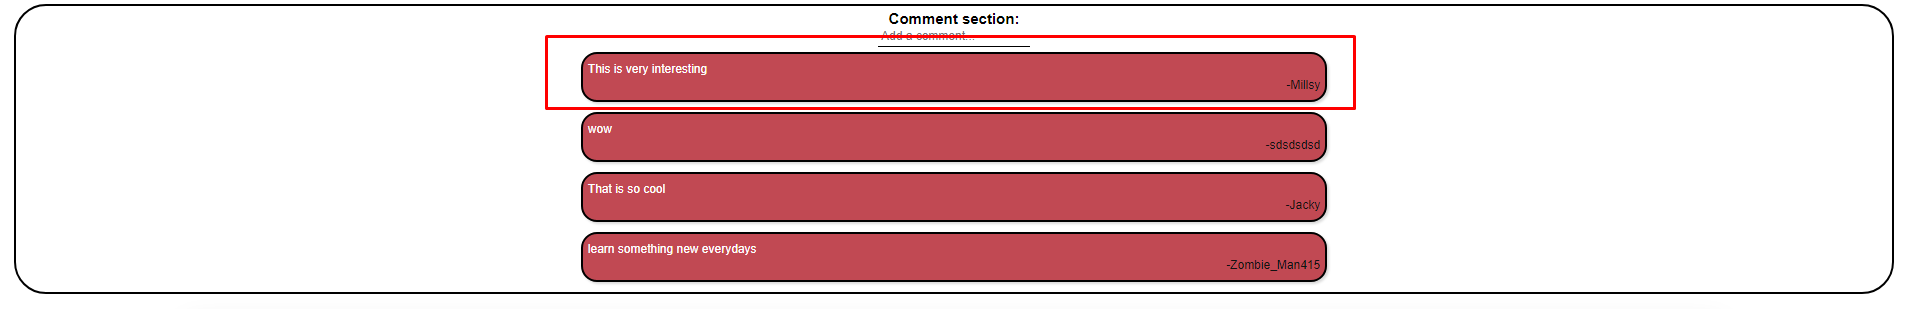 Comment section:
Add a comment...
This is very interesting
-Millsy
wow
-sdsdsdsd
That is so cool
-Jacky
learn something new everydays
-Zombie_Man415